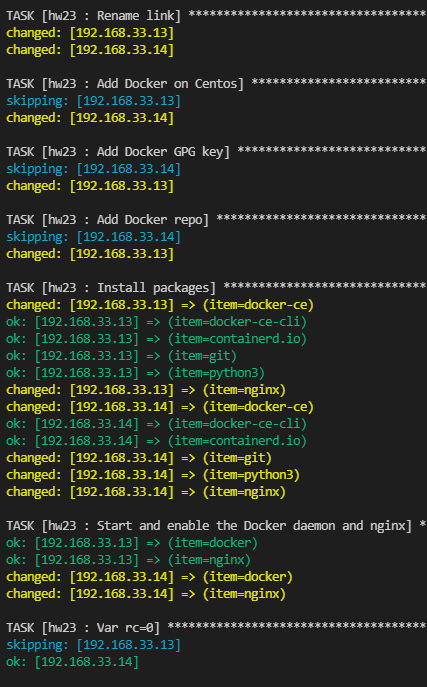 TASK [hw23 : Rename link] **********************************
changed: [192.168.33.13]
changed: [192.168.33.14]
TASK [hw23 : Add Docker on Centos] *************************
skipping: [192.168.33.13]
changed: [192.168.33.14]
TASK [hw23 : Add Docker GPG key] ***************************
skipping: [192.168.33.14]
changed: [192.168.33.13]
TASK [hw23 : Add Docker repo] ******************************
skipping: [192.168.33.14]
changed: [192.168.33.13]
TASK [hw23 : Install packages] *****************************
changed: [192.168.33.13] => (item=docker-ce)
ok: [192.168.33.13] => (item=docker-ce-cli)
ok: [192.168.33.13] => (item=containerd.io)
ok: [192.168.33.13] => (item=git)
ok: [192.168.33.13] => (item=python3)
changed: [192.168.33.13] => (item=nginx)
changed: [192.168.33.14] => (item=docker-ce)
ok: [192.168.33.14] => (item=docker-ce-cli)
ok: [192.168.33.14] => (item=containerd.io)
changed: [192.168.33.14] => (item=git)
changed: [192.168.33.14] => (item=python3)
changed: [192.168.33.14] => (item=nginx)
TASK [hw23 : Start and enable the Docker daemon and nginx] *
ok: [192.168.33.13] => (item=docker)
ok: [192.168.33.13] => (item=nginx)
changed: [192.168.33.14] => (item=docker)
changed: [192.168.33.14] => (item=nginx)
TASK [hw23 : Var rc=0] *************************************
skipping: [192.168.33.13]
ok: [192.168.33.14]